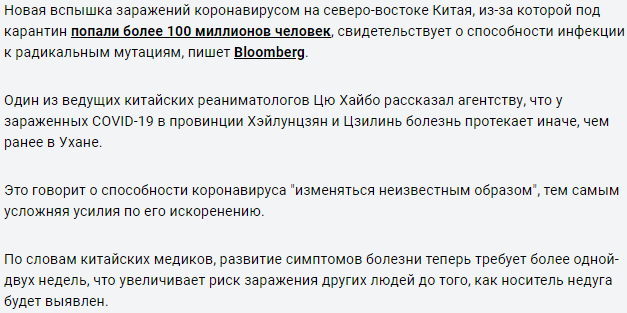 Новая вспышка заражений коронавирусом на северо-востоке Китая, из-за которой под
карантин попали более 100 миллионов человек, свидетельствует о способности инфекции
к радикальным мутациям, пишет Bloomberg.
Один из ведущих китайских реаниматологов Цю Хайбо рассказал агентству, что у
зараженных COVID-19 в провинции Хэйлунцзян и Цзилинь болезнь протекает иначе, чем
ранее в Ухане.
Это говорит о способности коронавируса "изменяться неизвестным образом", тем самым
усложняя усилия по его искоренению.
По словам китайских медиков, развитие симптомов болезни теперь требует более одной-
двух недель, что увеличивает риск заражения других людей до того, как носитель недуга
будет выявлен.